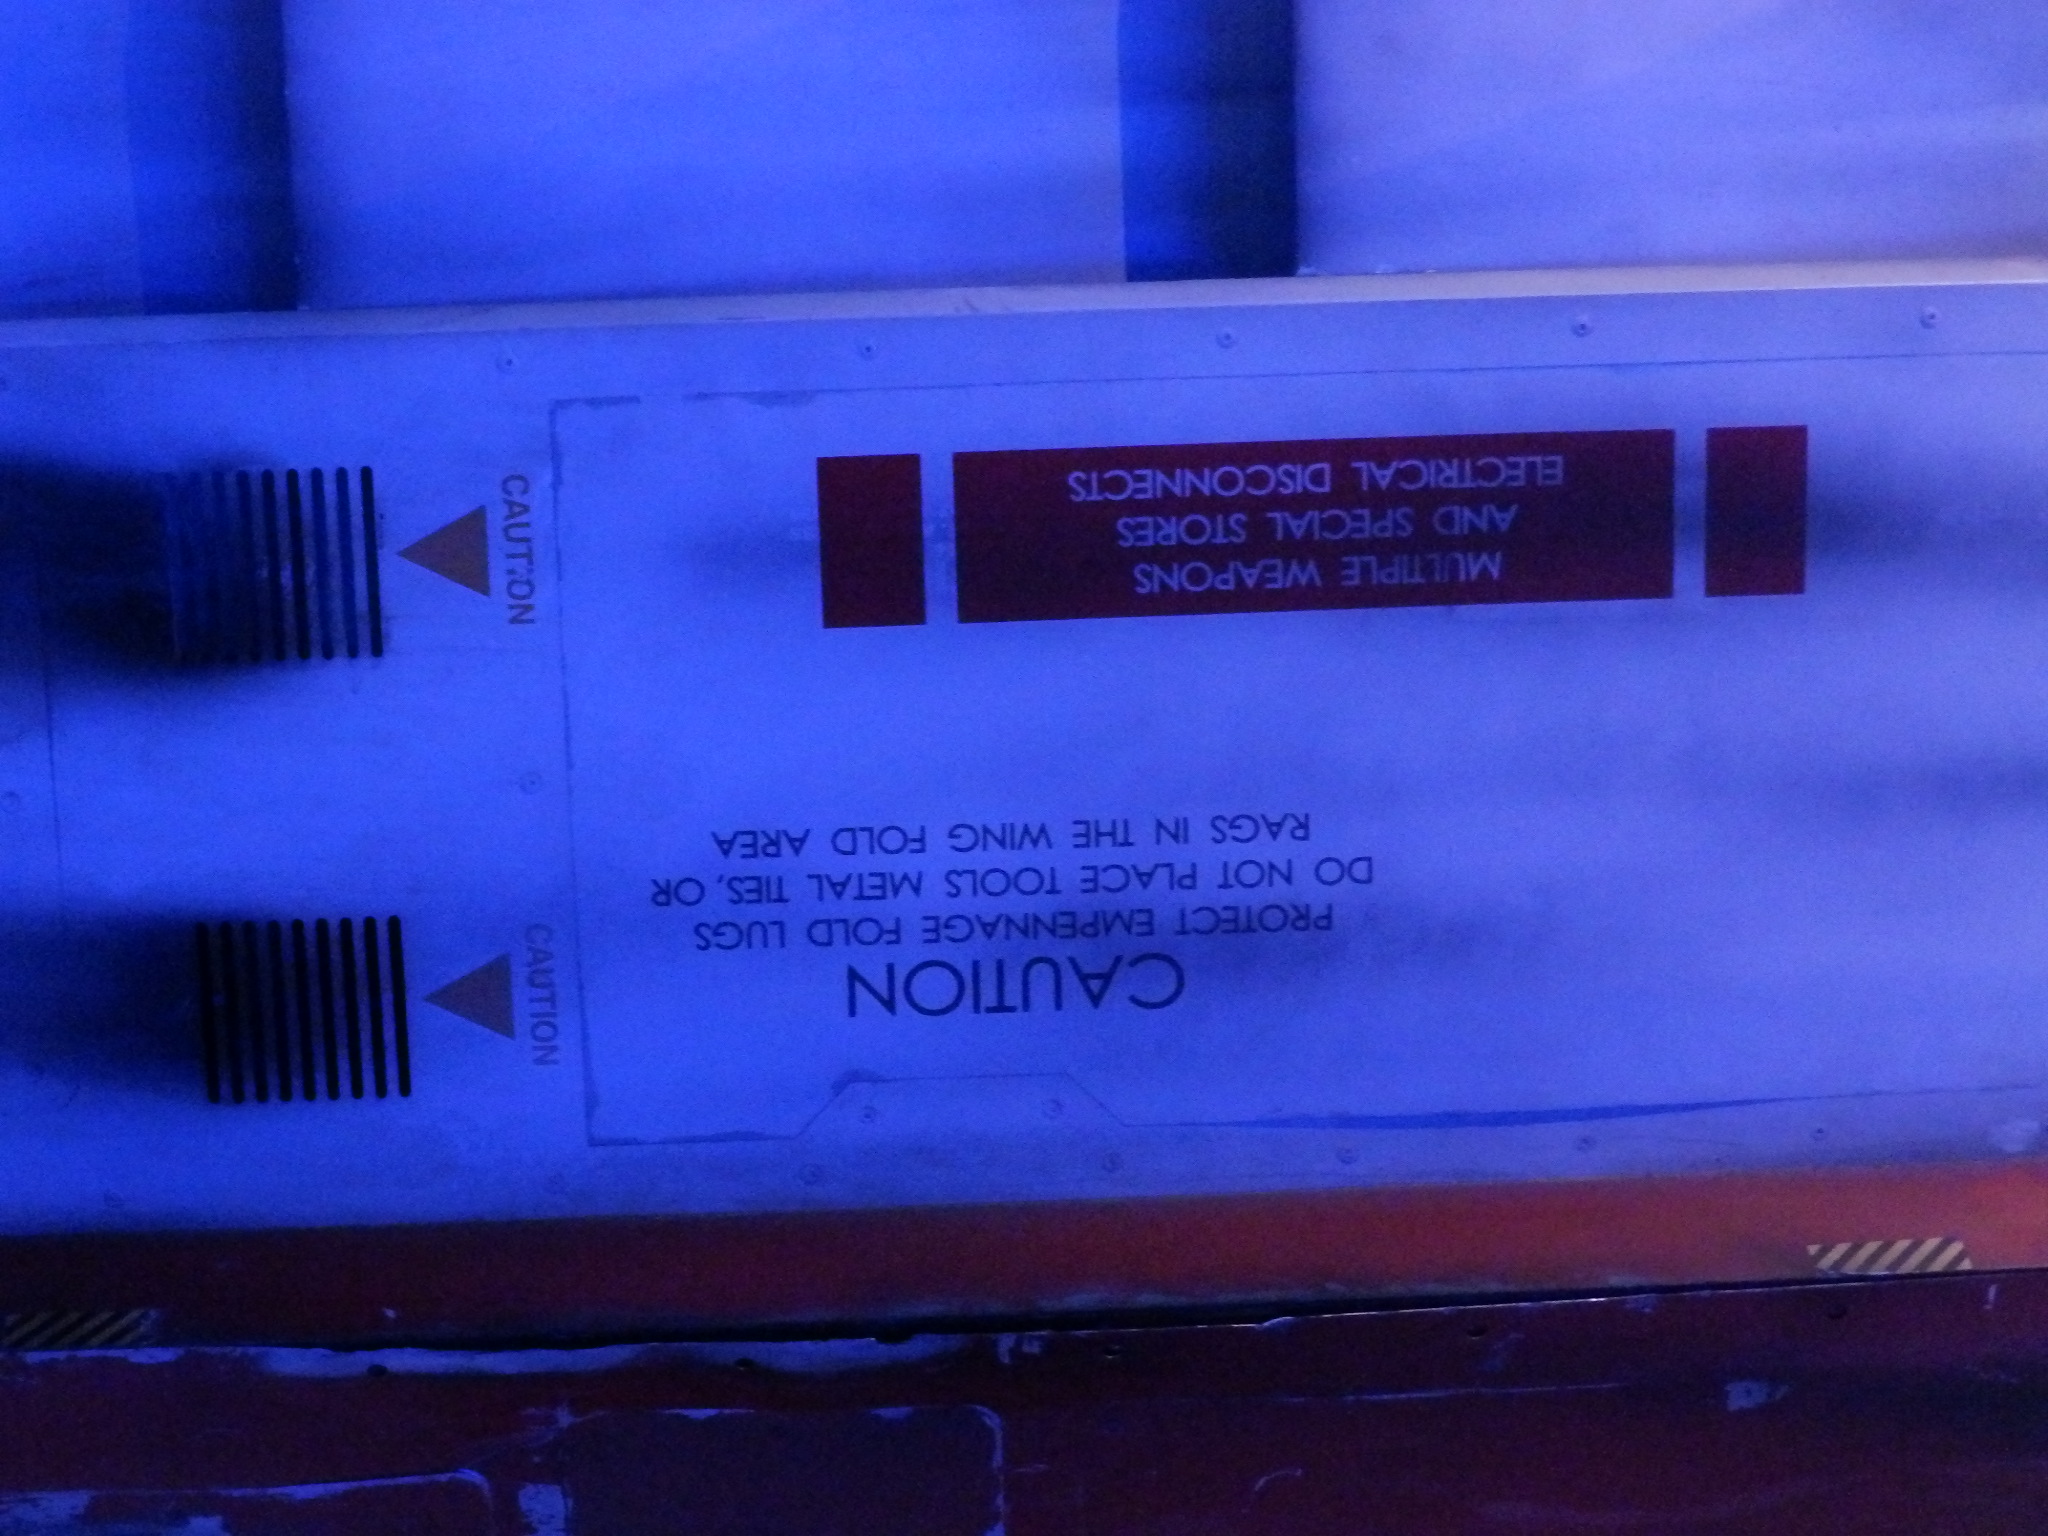 CAUTION
PROTECT EMPENNAGE FOLD LUGS
DO NOT PLACE TOOLS METAL TIES, OR
RAGS IN THE WING FOLD AREA
MULTIPLE WEAPONS
AND SPECIAL STORES
ELECTRICAL DISCONNECTS
CAUTION
CAUTION